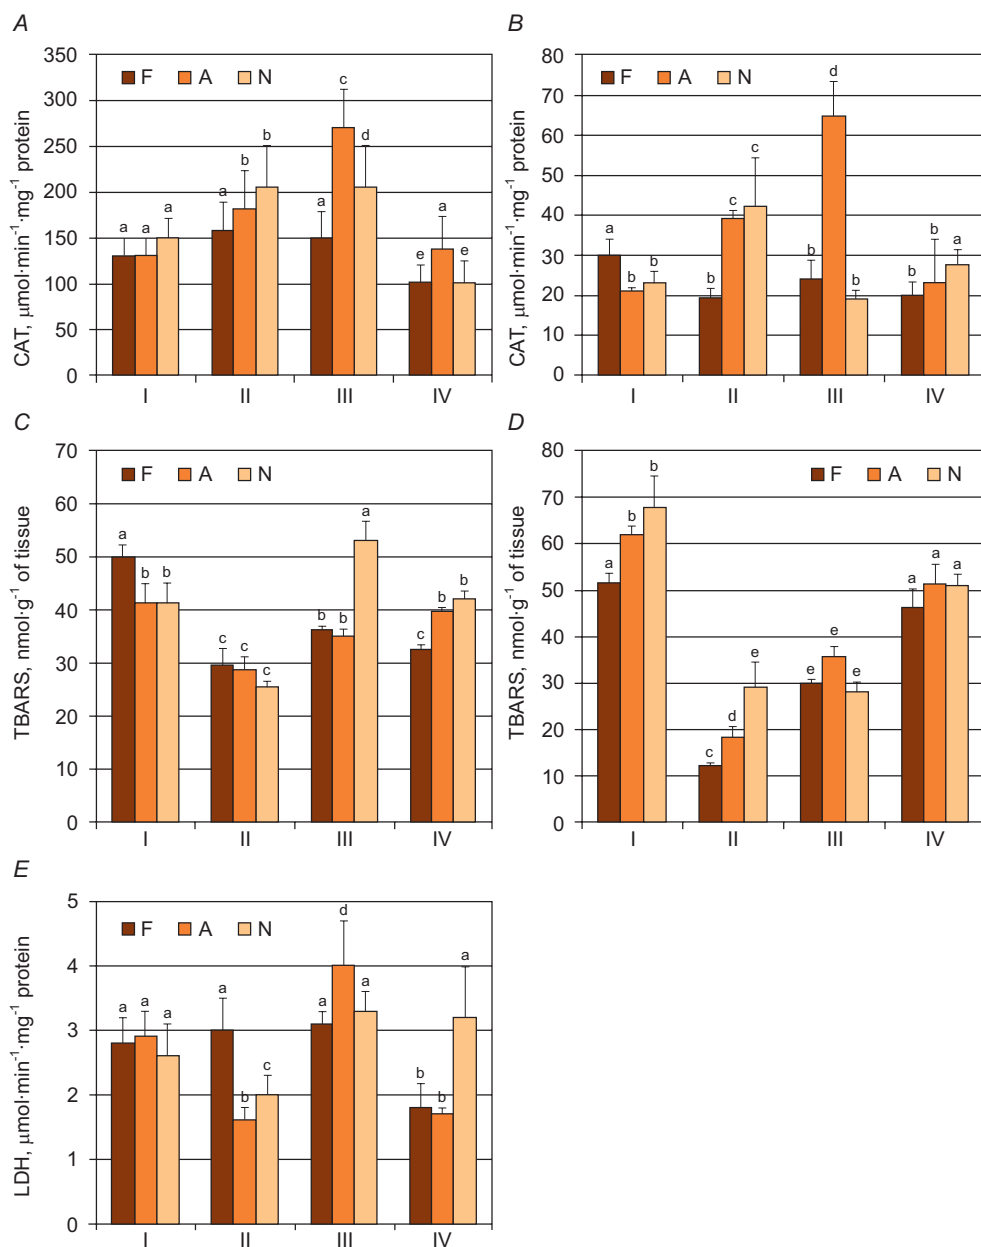 A
CAT, µmol·min⁻¹·mg⁻¹ protein
350
300
250
200
150
100
50
0
F A N
a a a
a b b
a c d
e a e
I II III IV
B
CAT, µmol·min⁻¹·mg⁻¹ protein
80
70
60
50
40
30
20
10
0
F A N
a b b
b c c
b d b
b b a
I II III IV
C
TBARS, nmol·g⁻¹ of tissue
70
60
50
40
30
20
10
0
F A N
a b b
c c c
b b a
c b b
I II III IV
D
TBARS, nmol·g⁻¹ of tissue
80
70
60
50
40
30
20
10
0
F A N
a b b
c d e
e e e
a a a
I II III IV
E
LDH, µmol·min⁻¹·mg⁻¹ protein
5
4
3
2
1
0
F A N
a a a
a b c
a d a
b b a
I II III IV